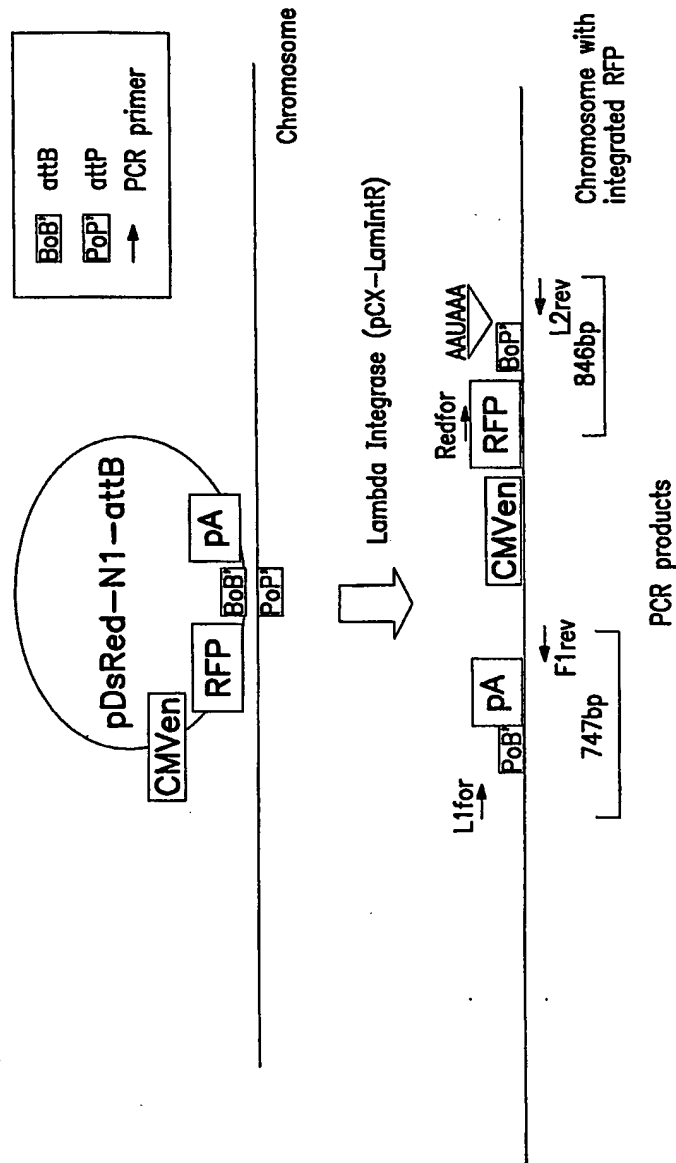 BoB' attB
PoP' attP
→ PCR primer
pDsRed-N1-attB
CMVen
RFP
BoB'
pA
PoP'
Chromosome
Lambda Integrase (pCX-LamIntR)
L1for
PoB'
pA
F1rev
747bp
CMVen
Redfor
RFP
BoP'
AAUAAA
L2rev
846bp
PCR products
Chromosome with
integrated RFP